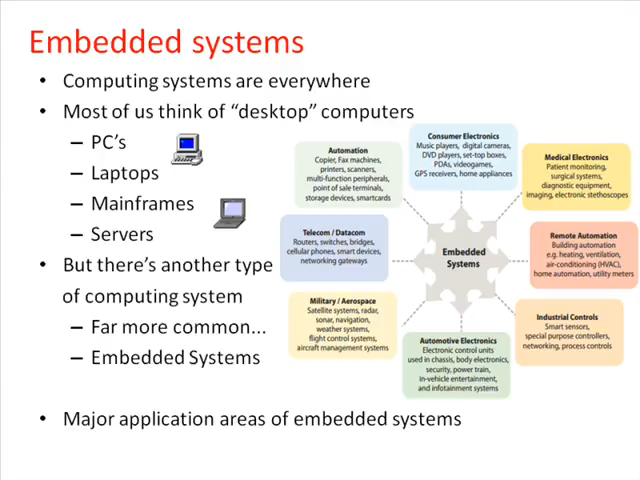 Embedded systems
• Computing systems are everywhere
• Most of us think of “desktop” computers
– PC’s
– Laptops
– Mainframes
– Servers
• But there’s another type
of computing system
– Far more common...
– Embedded Systems
• Major application areas of embedded systems
Consumer Electronics
Music players, digital cameras,
DVD players, set-top boxes,
PDAs, videogames,
GPS receivers, home appliances
Automation
Copier, Fax machines,
printers, scanners,
multi-function peripherals,
point of sale terminals,
storage devices, smartcards
Medical Electronics
Patient monitoring,
surgical systems,
diagnostic equipment,
imaging, electronic stethoscopes
Telecom / Datacom
Routers, switches, bridges,
cellular phones, smart devices,
networking gateways
Embedded
Systems
Remote Automation
Building automation
e.g. heating, ventilation,
air-conditioning (HVAC),
home automation, utility meters
Military / Aerospace
Satellite systems, radar,
sonar, navigation,
weather systems,
flight control systems,
aircraft management systems
Industrial Controls
Smart sensors,
special purpose controllers,
networking, process controls
Automotive Electronics
Electronic control units
used in chassis, body electronics,
security, power train,
in-vehicle entertainment,
and infotainment systems